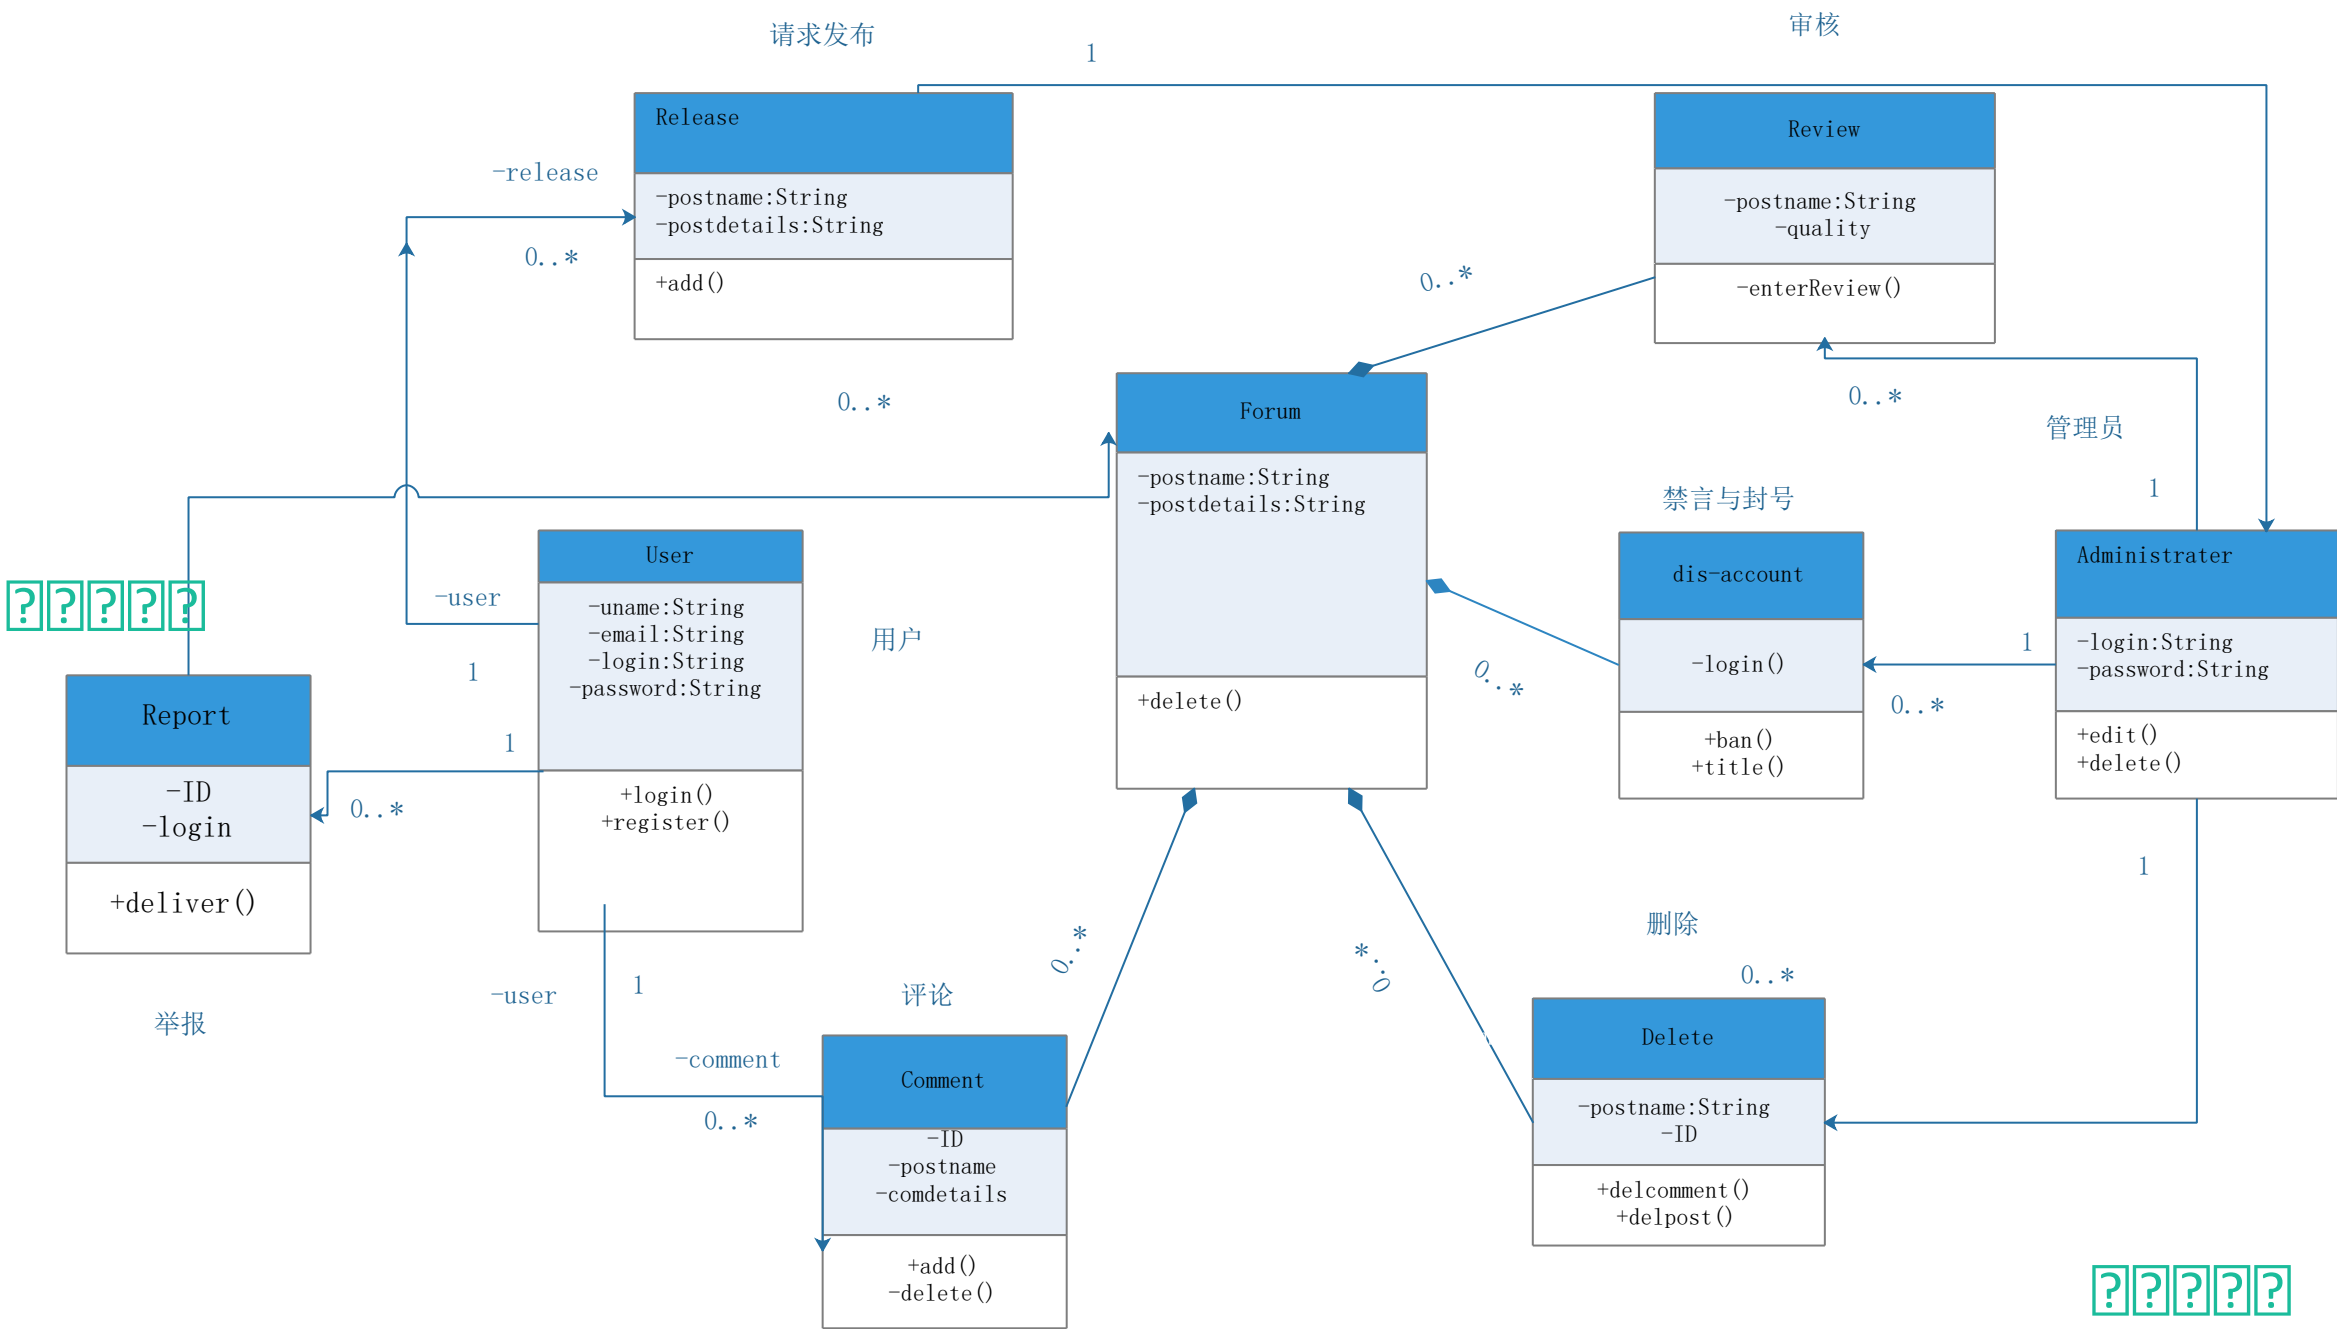 请求发布
审核
1
Release
-postname:String
-postdetails:String
+add()
-release
0..*
Review
-postname:String
-quality
-enterReview()
0..*
0..*
0..*
管理员
1
Forum
-postname:String
-postdetails:String
+delete()
禁言与封号
dis-account
-login()
+ban()
+title()
0..*
1
0..*
Administrater
-login:String
-password:String
+edit()
+delete()
1
User
-uname:String
-email:String
-login:String
-password:String
+login()
+register()
-user
1
用户
1
0..*
Report
-ID
-login
+deliver()
举报
-user
1
评论
-comment
0..*
0..*
Comment
-ID
-postname
-comdetails
+add()
-delete()
0..*
删除
0..*
Delete
-postname:String
-ID
+delcomment()
+delpost()